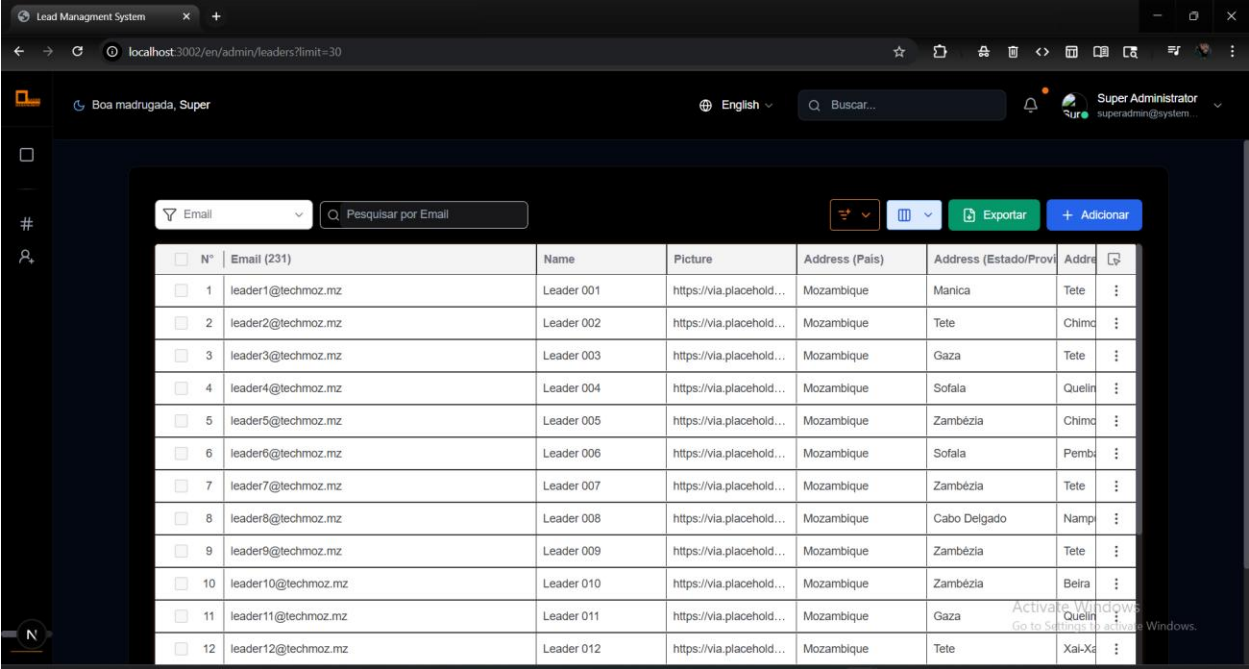 Lead Managment System
localhost:3002/en/admin/leaders?limit=30
Boa madrugada, Super
English
Buscar...
Super Administrator
superadmin@system...
Email
Pesquisar por Email
Exportar
Adicionar
N° Email (231) Name Picture Address (País) Address (Estado/Provi Addre
1 leader1@techmoz.mz Leader 001 https://via.placehold... Mozambique Manica Tete
2 leader2@techmoz.mz Leader 002 https://via.placehold... Mozambique Tete Chimo
3 leader3@techmoz.mz Leader 003 https://via.placehold... Mozambique Gaza Tete
4 leader4@techmoz.mz Leader 004 https://via.placehold... Mozambique Sofala Quelim
5 leader5@techmoz.mz Leader 005 https://via.placehold... Mozambique Zambézia Chimo
6 leader6@techmoz.mz Leader 006 https://via.placehold... Mozambique Sofala Pemba
7 leader7@techmoz.mz Leader 007 https://via.placehold... Mozambique Zambézia Tete
8 leader8@techmoz.mz Leader 008 https://via.placehold... Mozambique Cabo Delgado Namp
9 leader9@techmoz.mz Leader 009 https://via.placehold... Mozambique Zambézia Tete
10 leader10@techmoz.mz Leader 010 https://via.placehold... Mozambique Zambézia Beira
11 leader11@techmoz.mz Leader 011 https://via.placehold... Mozambique Gaza Quelim
12 leader12@techmoz.mz Leader 012 https://via.placehold... Mozambique Tete Xai-Xa
Activate Windows
Go to Settings to activate Windows.
N